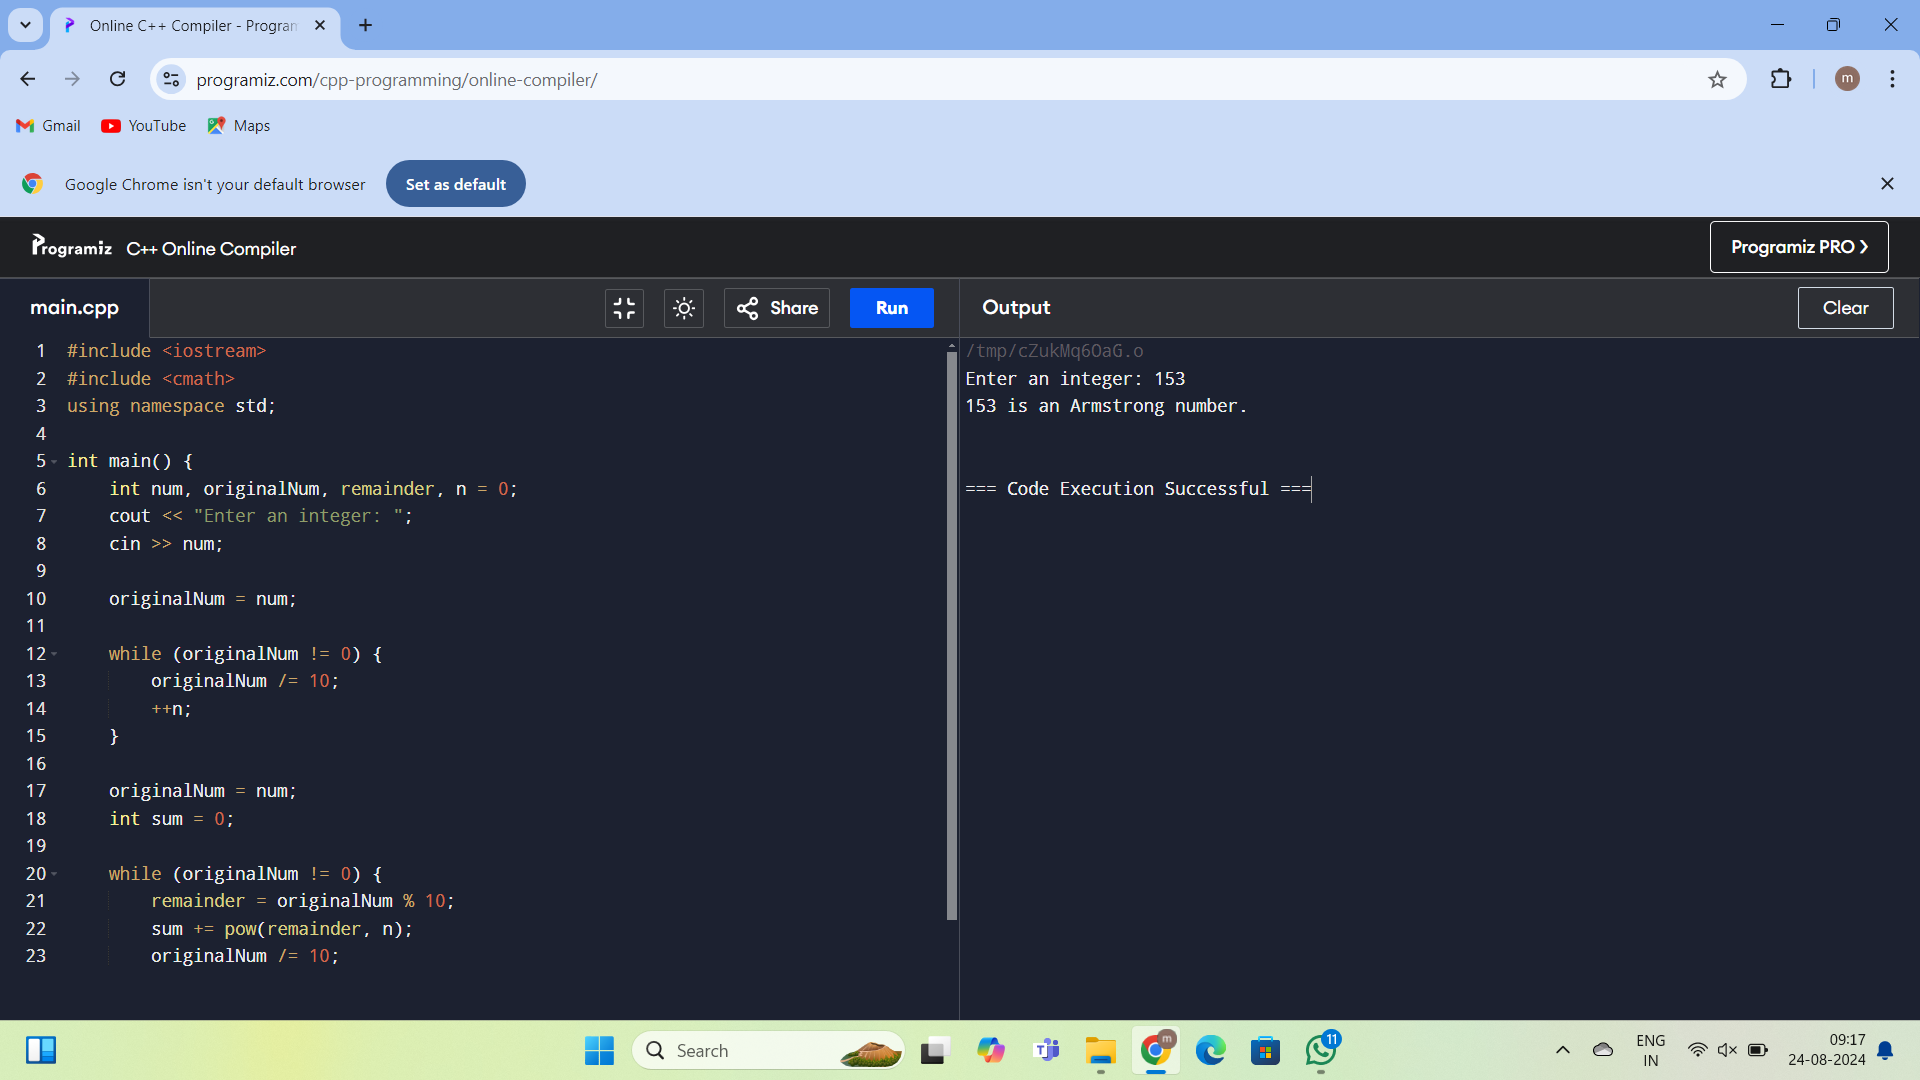 Online C++ Compiler - Program
programiz.com/cpp-programming/online-compiler/
m
Gmail
YouTube
Maps
Google Chrome isn't your default browser
Set as default
Programiz
C++ Online Compiler
Programiz PRO
main.cpp
Share
Run
Output
Clear
1 #include <iostream>
2 #include <cmath>
3 using namespace std;
4
5 int main() {
6 int num, originalNum, remainder, n = 0;
7 cout << "Enter an integer: ";
8 cin >> num;
9
10 originalNum = num;
11
12 while (originalNum != 0) {
13 originalNum /= 10;
14 ++n;
15 }
16
17 originalNum = num;
18 int sum = 0;
19
20 while (originalNum != 0) {
21 remainder = originalNum % 10;
22 sum += pow(remainder, n);
23 originalNum /= 10;
/tmp/cZukMq6OaG.o
Enter an integer: 153
153 is an Armstrong number.
=== Code Execution Successful ===
Search
m
11
ENG
IN
09:17
24-08-2024